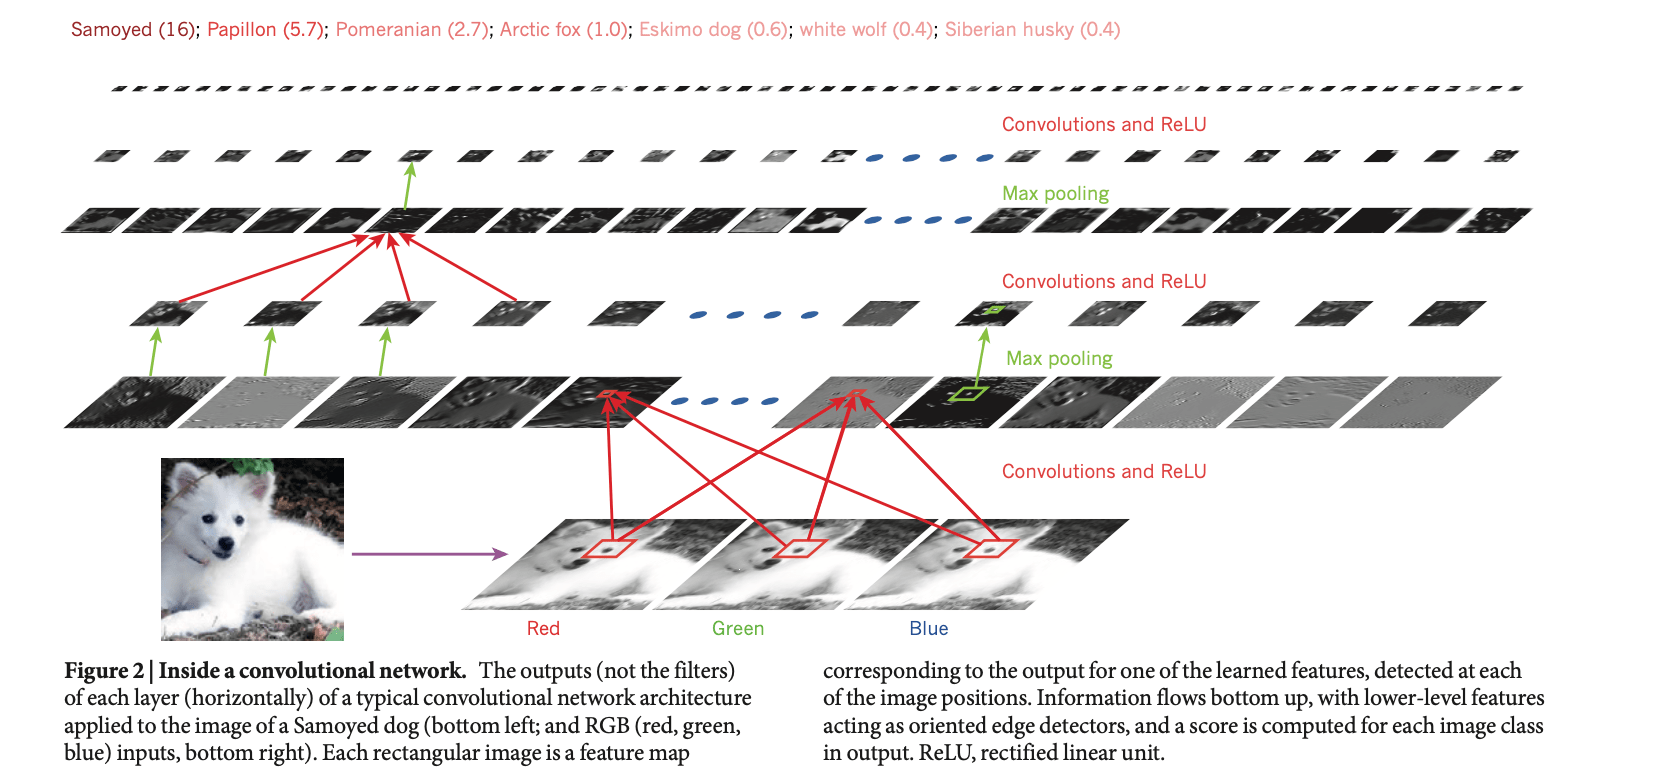 Samoyed (16); Papillon (5.7); Pomeranian (2.7); Arctic fox (1.0); Eskimo dog (0.6); white wolf (0.4); Siberian husky (0.4)
Convolutions and ReLU
Max pooling
Convolutions and ReLU
Max pooling
Convolutions and ReLU
Red
Green
Blue
Figure 2 | Inside a convolutional network. The outputs (not the filters)
of each layer (horizontally) of a typical convolutional network architecture
applied to the image of a Samoyed dog (bottom left; and RGB (red, green,
blue) inputs, bottom right). Each rectangular image is a feature map
corresponding to the output for one of the learned features, detected at each
of the image positions. Information flows bottom up, with lower-level features
acting as oriented edge detectors, and a score is computed for each image class
in output. ReLU, rectified linear unit.